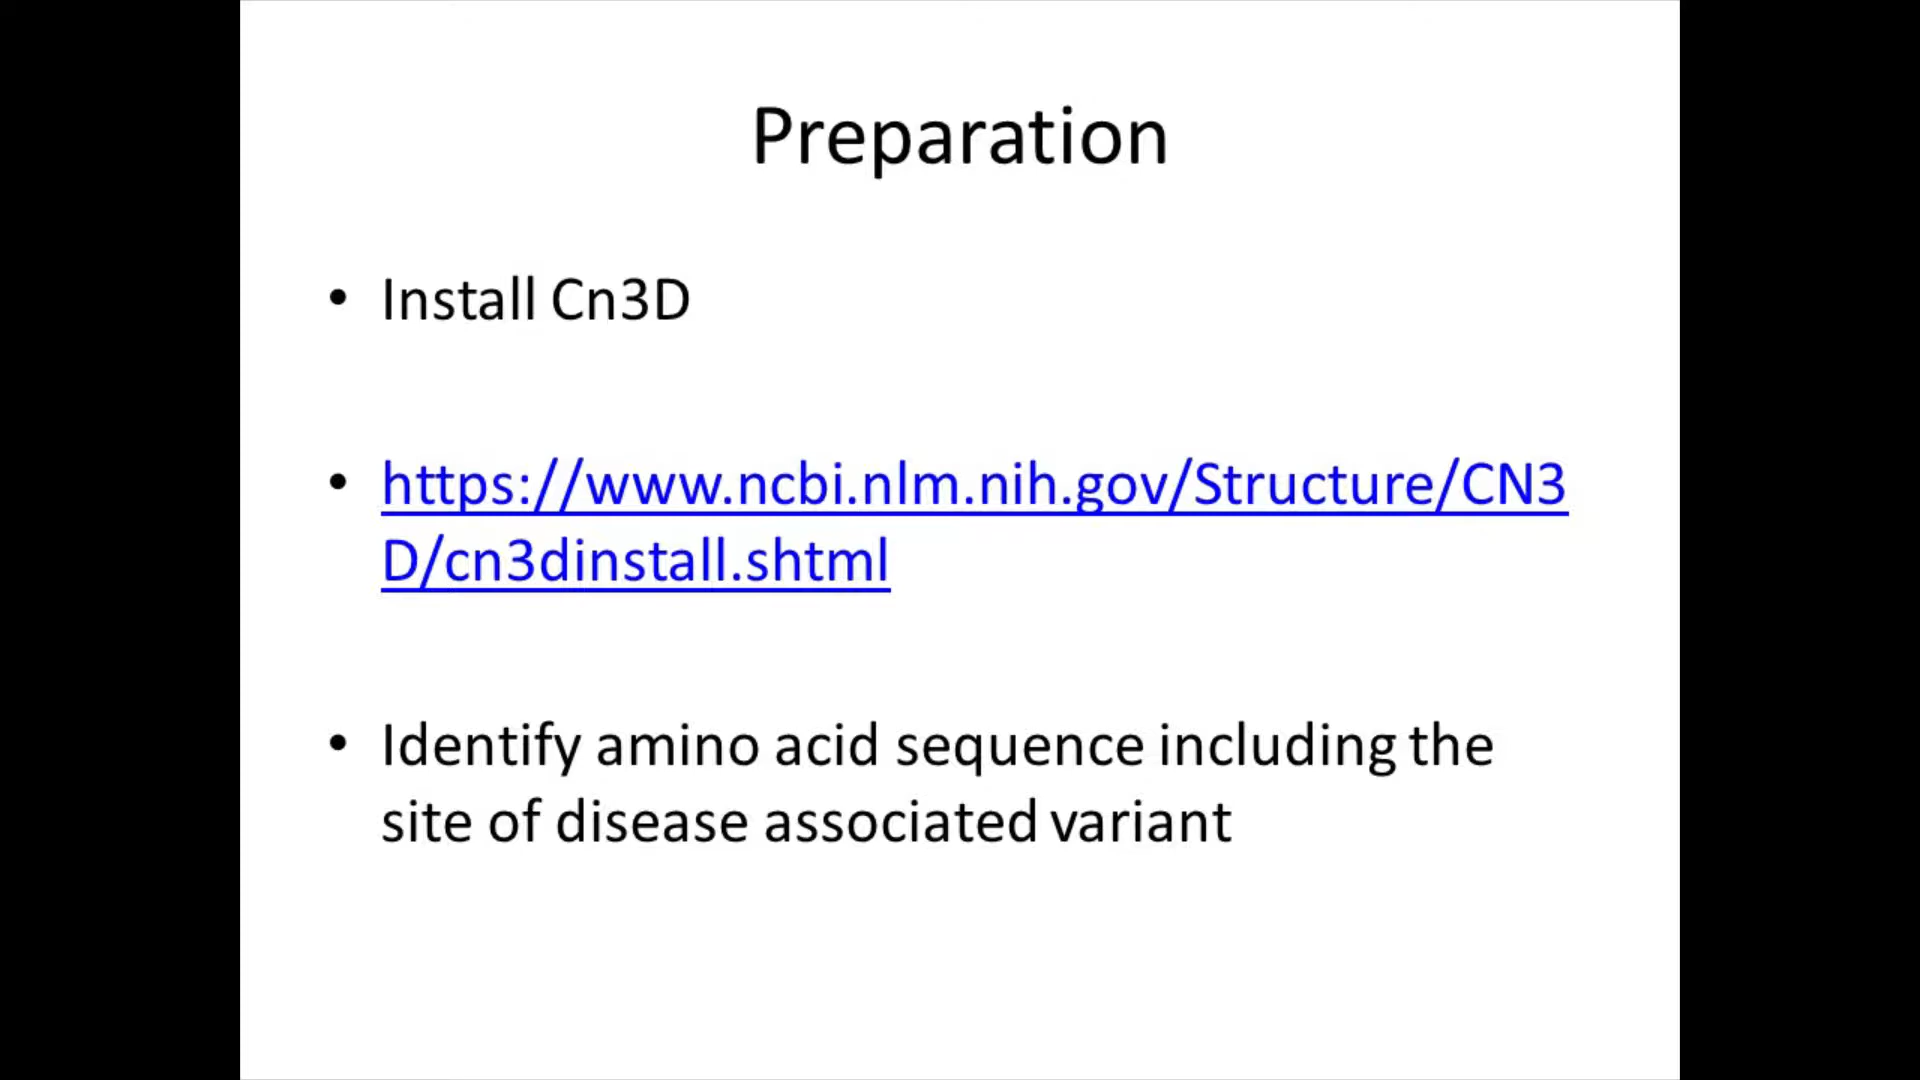 Preparation
• Install Cn3D
• https://www.ncbi.nlm.nih.gov/Structure/CN3
D/cn3dinstall.shtml
• Identify amino acid sequence including the
site of disease associated variant